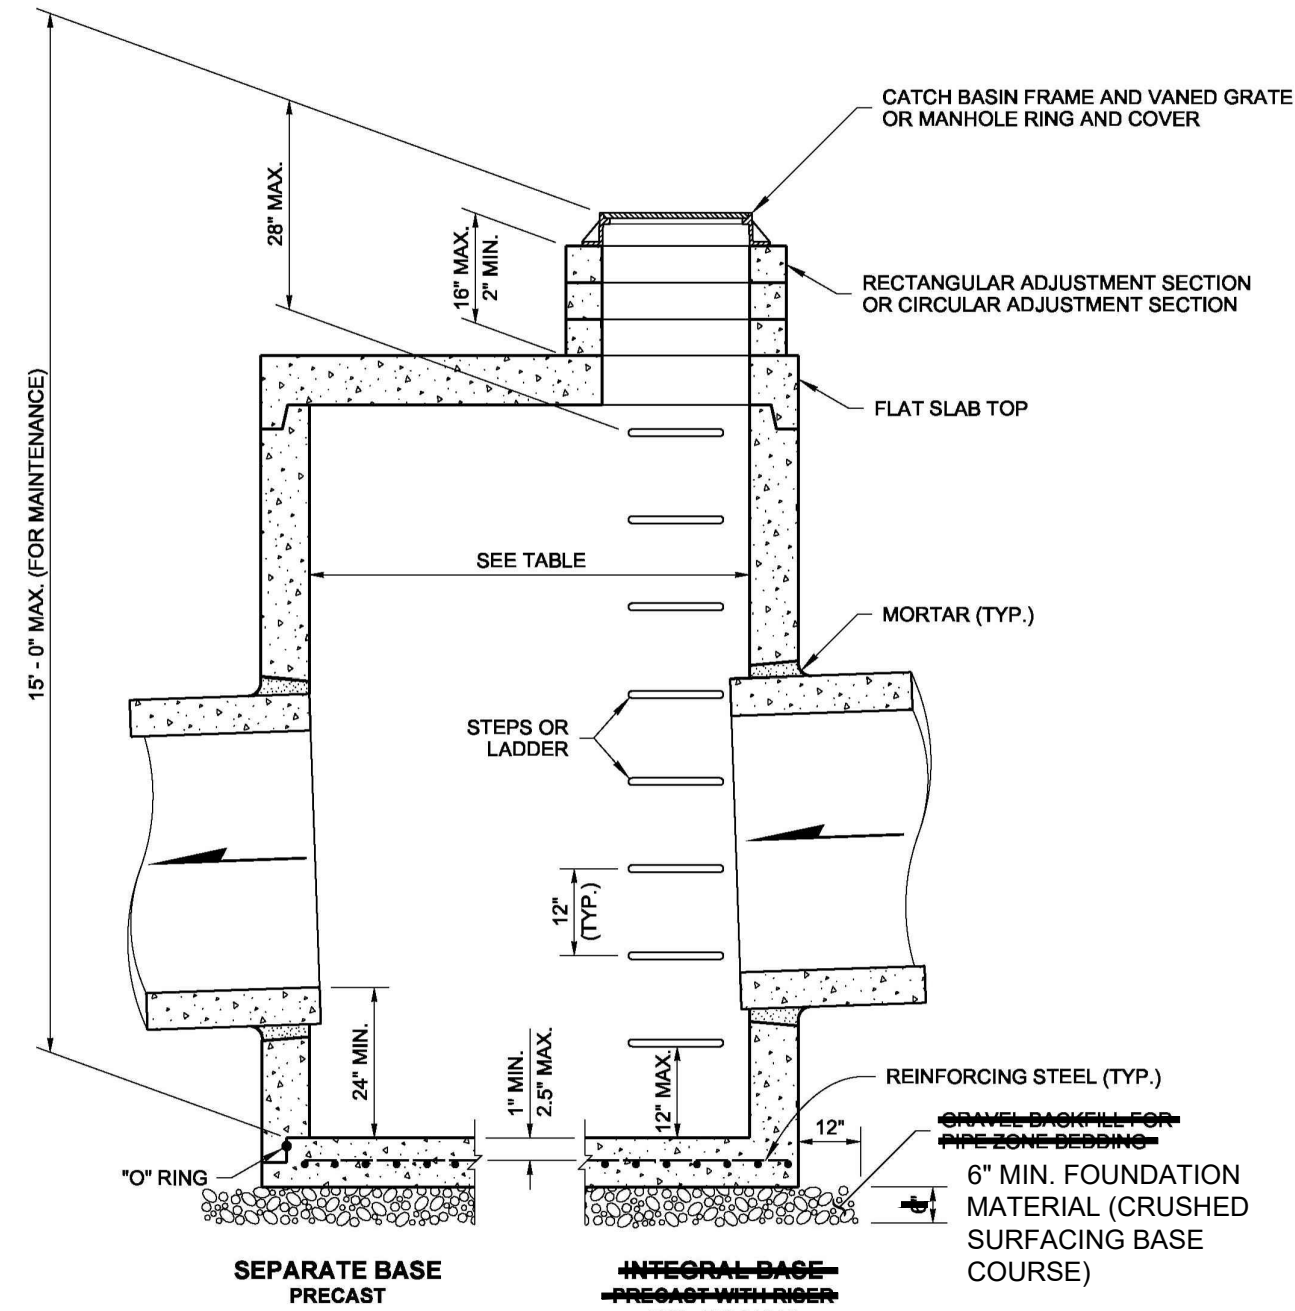 CATCH BASIN FRAME AND VANED GRATE
OR MANHOLE RING AND COVER
28" MAX.
16" MAX.
2" MIN.
RECTANGULAR ADJUSTMENT SECTION
OR CIRCULAR ADJUSTMENT SECTION
FLAT SLAB TOP
15' - 0" MAX. (FOR MAINTENANCE)
SEE TABLE
MORTAR (TYP.)
STEPS OR
LADDER
12"
(TYP.)
24" MIN.
1" MIN.
2.5" MAX.
12" MAX.
REINFORCING STEEL (TYP.)
12"
GRAVEL BACKFILL FOR
PIPE ZONE BEDDING
"O" RING
6" MIN. FOUNDATION
MATERIAL (CRUSHED
SURFACING BASE
COURSE)
SEPARATE BASE
PRECAST
INTEGRAL BASE
PRECAST WITH RISER